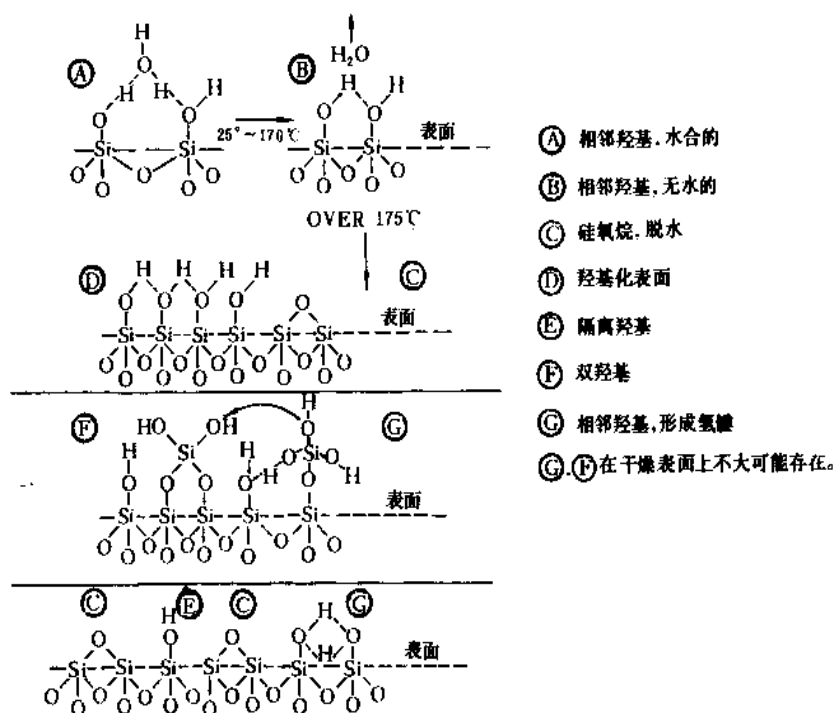 H
O
Ⓐ H H H
O O
25°~170℃
Si Si
O O O O O
H₂O
Ⓑ H H
O O
表面
Si Si
O O O O O
OVER 175℃
Ⓓ H H H H Ⓒ
O O O O O
表面
Si Si Si Si Si Si
O O O O O O
O O O O O O
Ⓕ HO OH H Ⓖ
O
H Si H Si O H
O O O O H O
表面
Si Si Si Si Si
O O O O O O
O O O O O
Ⓒ Ⓔ Ⓒ Ⓖ
H H
O O O O O
H
表面
Si Si Si Si Si Si Si
O O O O O O O
O O O O O O O
Ⓐ 相邻羟基.水合的
Ⓑ 相邻羟基,无水的
Ⓒ 硅氧烷.脱水
Ⓓ 羟基化表面
Ⓔ 隔离羟基
Ⓕ 双羟基
Ⓖ 相邻羟基,形成氢键
Ⓖ.Ⓕ在干燥表面上不大可能存在。